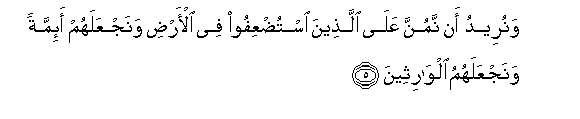 وَنُرِيدُ أَن نَّمُنَّ عَلَى ٱلَّذِينَ ٱسْتُضْعِفُوا۟ فِى ٱلْأَرْضِ وَنَجْعَلَهُمْ أَئِمَّةً
وَنَجْعَلَهُمُ ٱلْوَٰرِثِينَ ۝٥